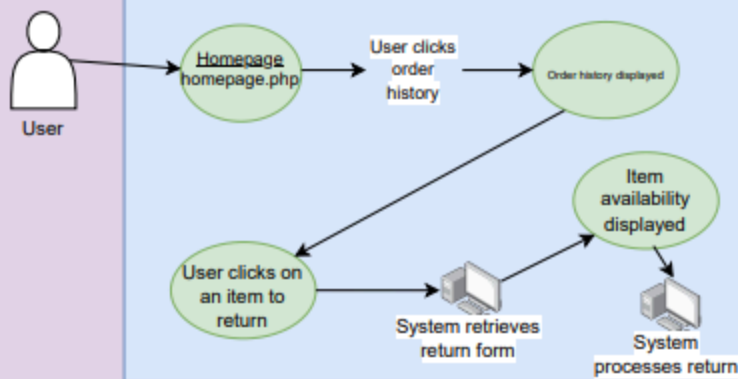 User
Homepage
homepage.php
User clicks
order
history
Order history displayed
Item
availability
displayed
User clicks on
an item to
return
System retrieves
return form
System
processes return